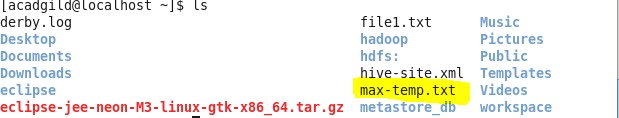 [acadgild@localhost ~]$ ls
derby.log file1.txt Music
Desktop hadoop Pictures
Documents hdfs: Public
Downloads hive-site.xml Templates
eclipse max-temp.txt Videos
eclipse-jee-neon-M3-linux-gtk-x86_64.tar.gz metastore_db workspace